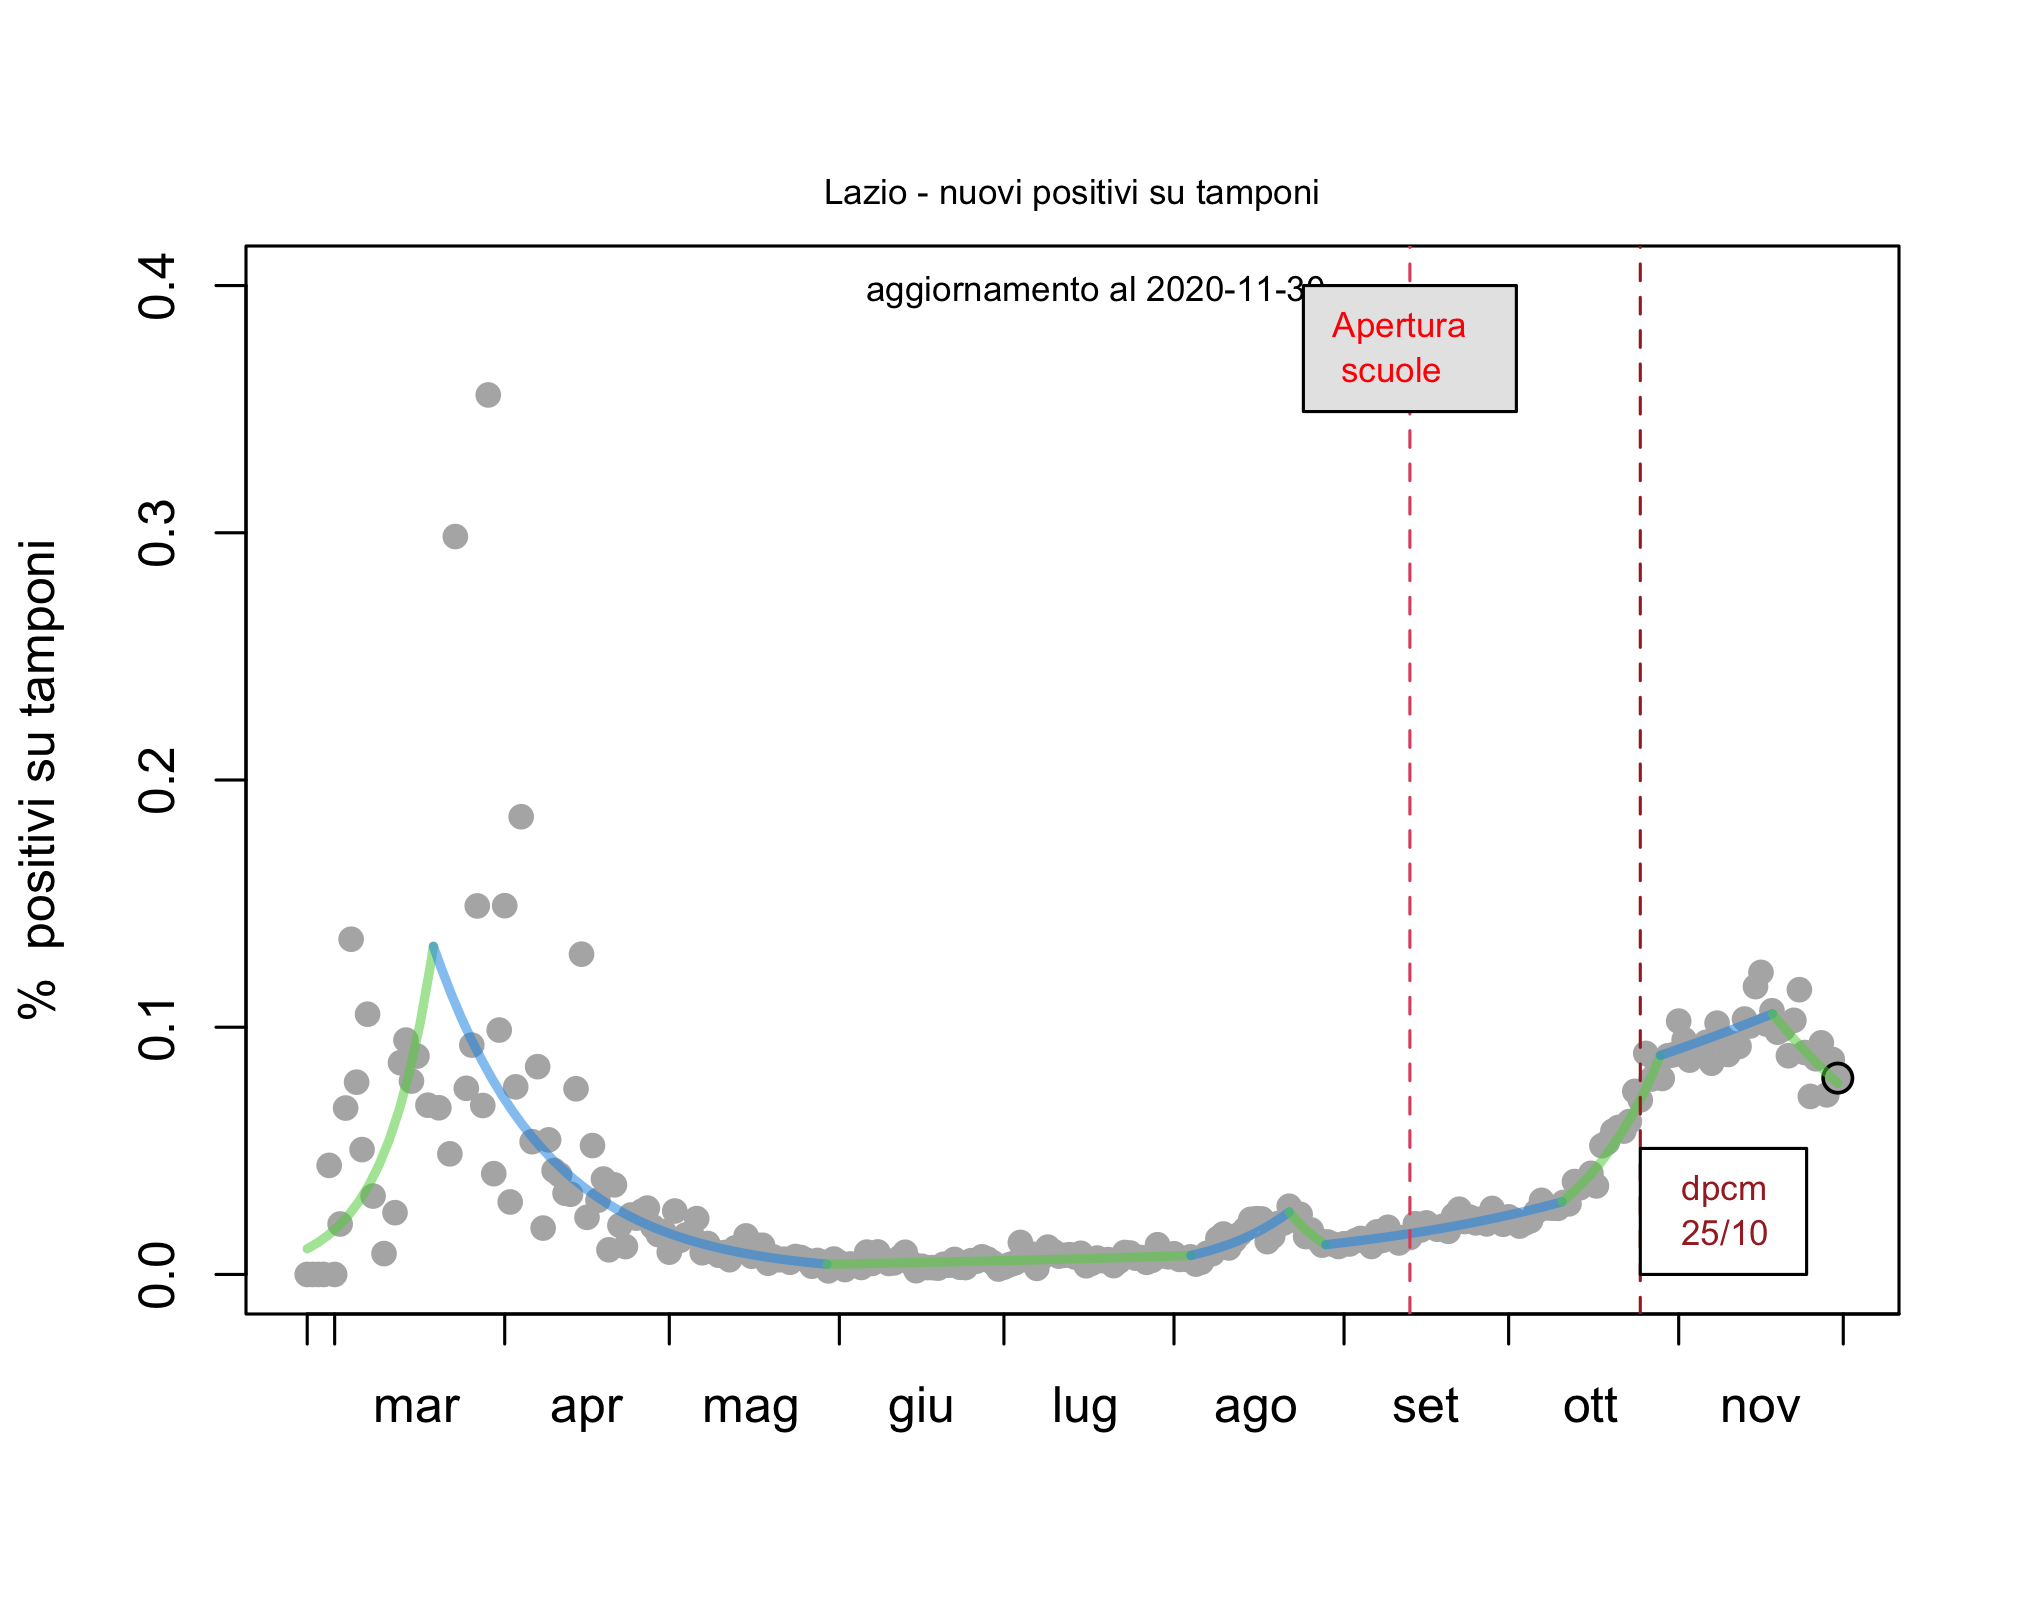 Lazio - nuovi positivi su tamponi
aggiornamento al 2020-11-30
Apertura
scuole
% positivi su tamponi
0.4
0.3
0.2
0.1
0.0
dpcm
25/10
mar apr mag giu lug ago set ott nov